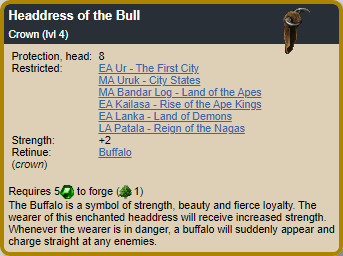 Headdress of the Bull
Crown (lvl 4)
Protection, head: 8
Restricted: EA Ur - The First City
MA Uruk - City States
MA Bandar Log - Land of the Apes
EA Kailasa - Rise of the Ape Kings
EA Lanka - Land of Demons
LA Patala - Reign of the Nagas
Strength: +2
Retinue: Buffalo
(crown)
Requires 5 to forge ( 1)
The Buffalo is a symbol of strength, beauty and fierce loyalty. The
wearer of this enchanted headdress will receive increased strength.
Whenever the wearer is in danger, a buffalo will suddenly appear and
charge straight at any enemies.